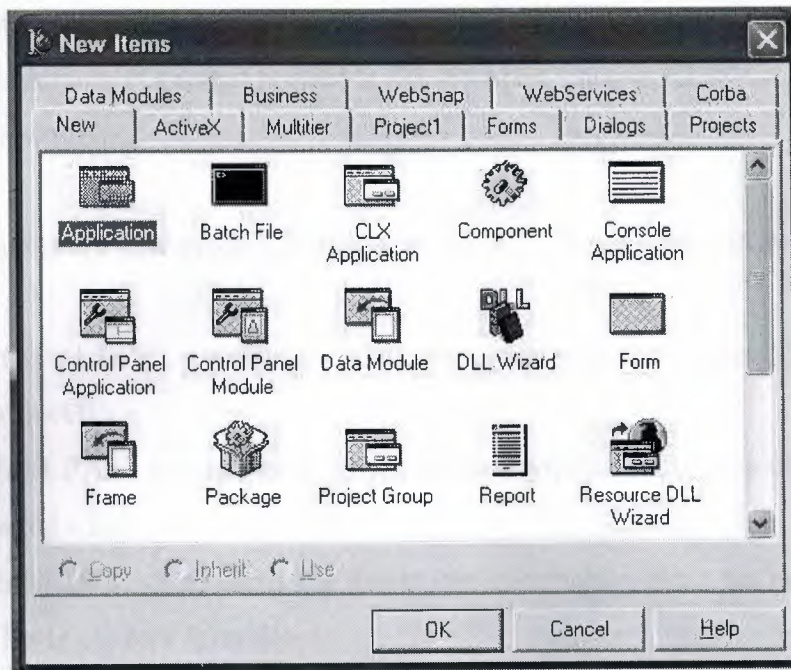 New Items
Data Modules Business WebSnap WebServices Corba
New ActiveX Multitier Project1 Forms Dialogs Projects
Application Batch File CLX Application Component Console Application
Control Panel Application Control Panel Module Data Module DLL Wizard Form
Frame Package Project Group Report Resource DLL Wizard
Copy Inherit Use
OK Cancel Help